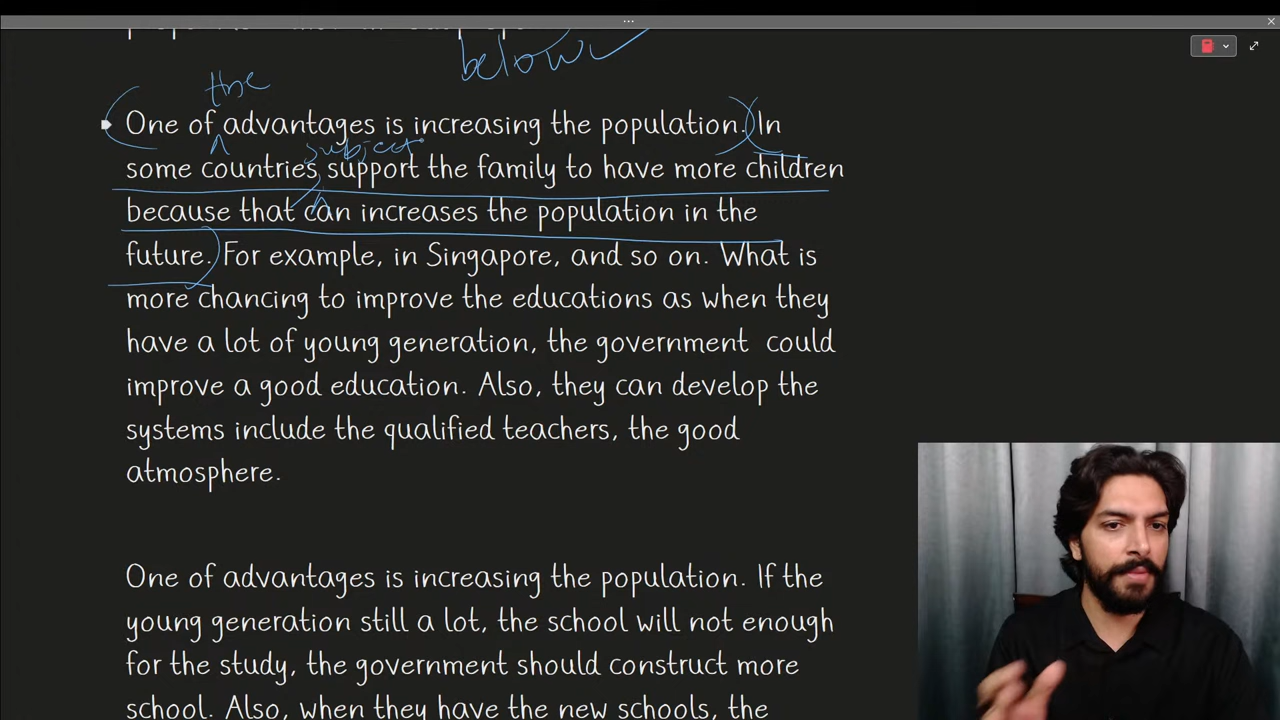 below
the
One of advantages is increasing the population. In
subject
some countries, support the family to have more children
because that can increases the population in the
future. For example, in Singapore, and so on. What is
more chancing to improve the educations as when they
have a lot of young generation, the government could
improve a good education. Also, they can develop the
systems include the qualified teachers, the good
atmosphere.
One of advantages is increasing the population. If the
young generation still a lot, the school will not enough
for the study, the government should construct more
school. Also, when they have the new schools, the